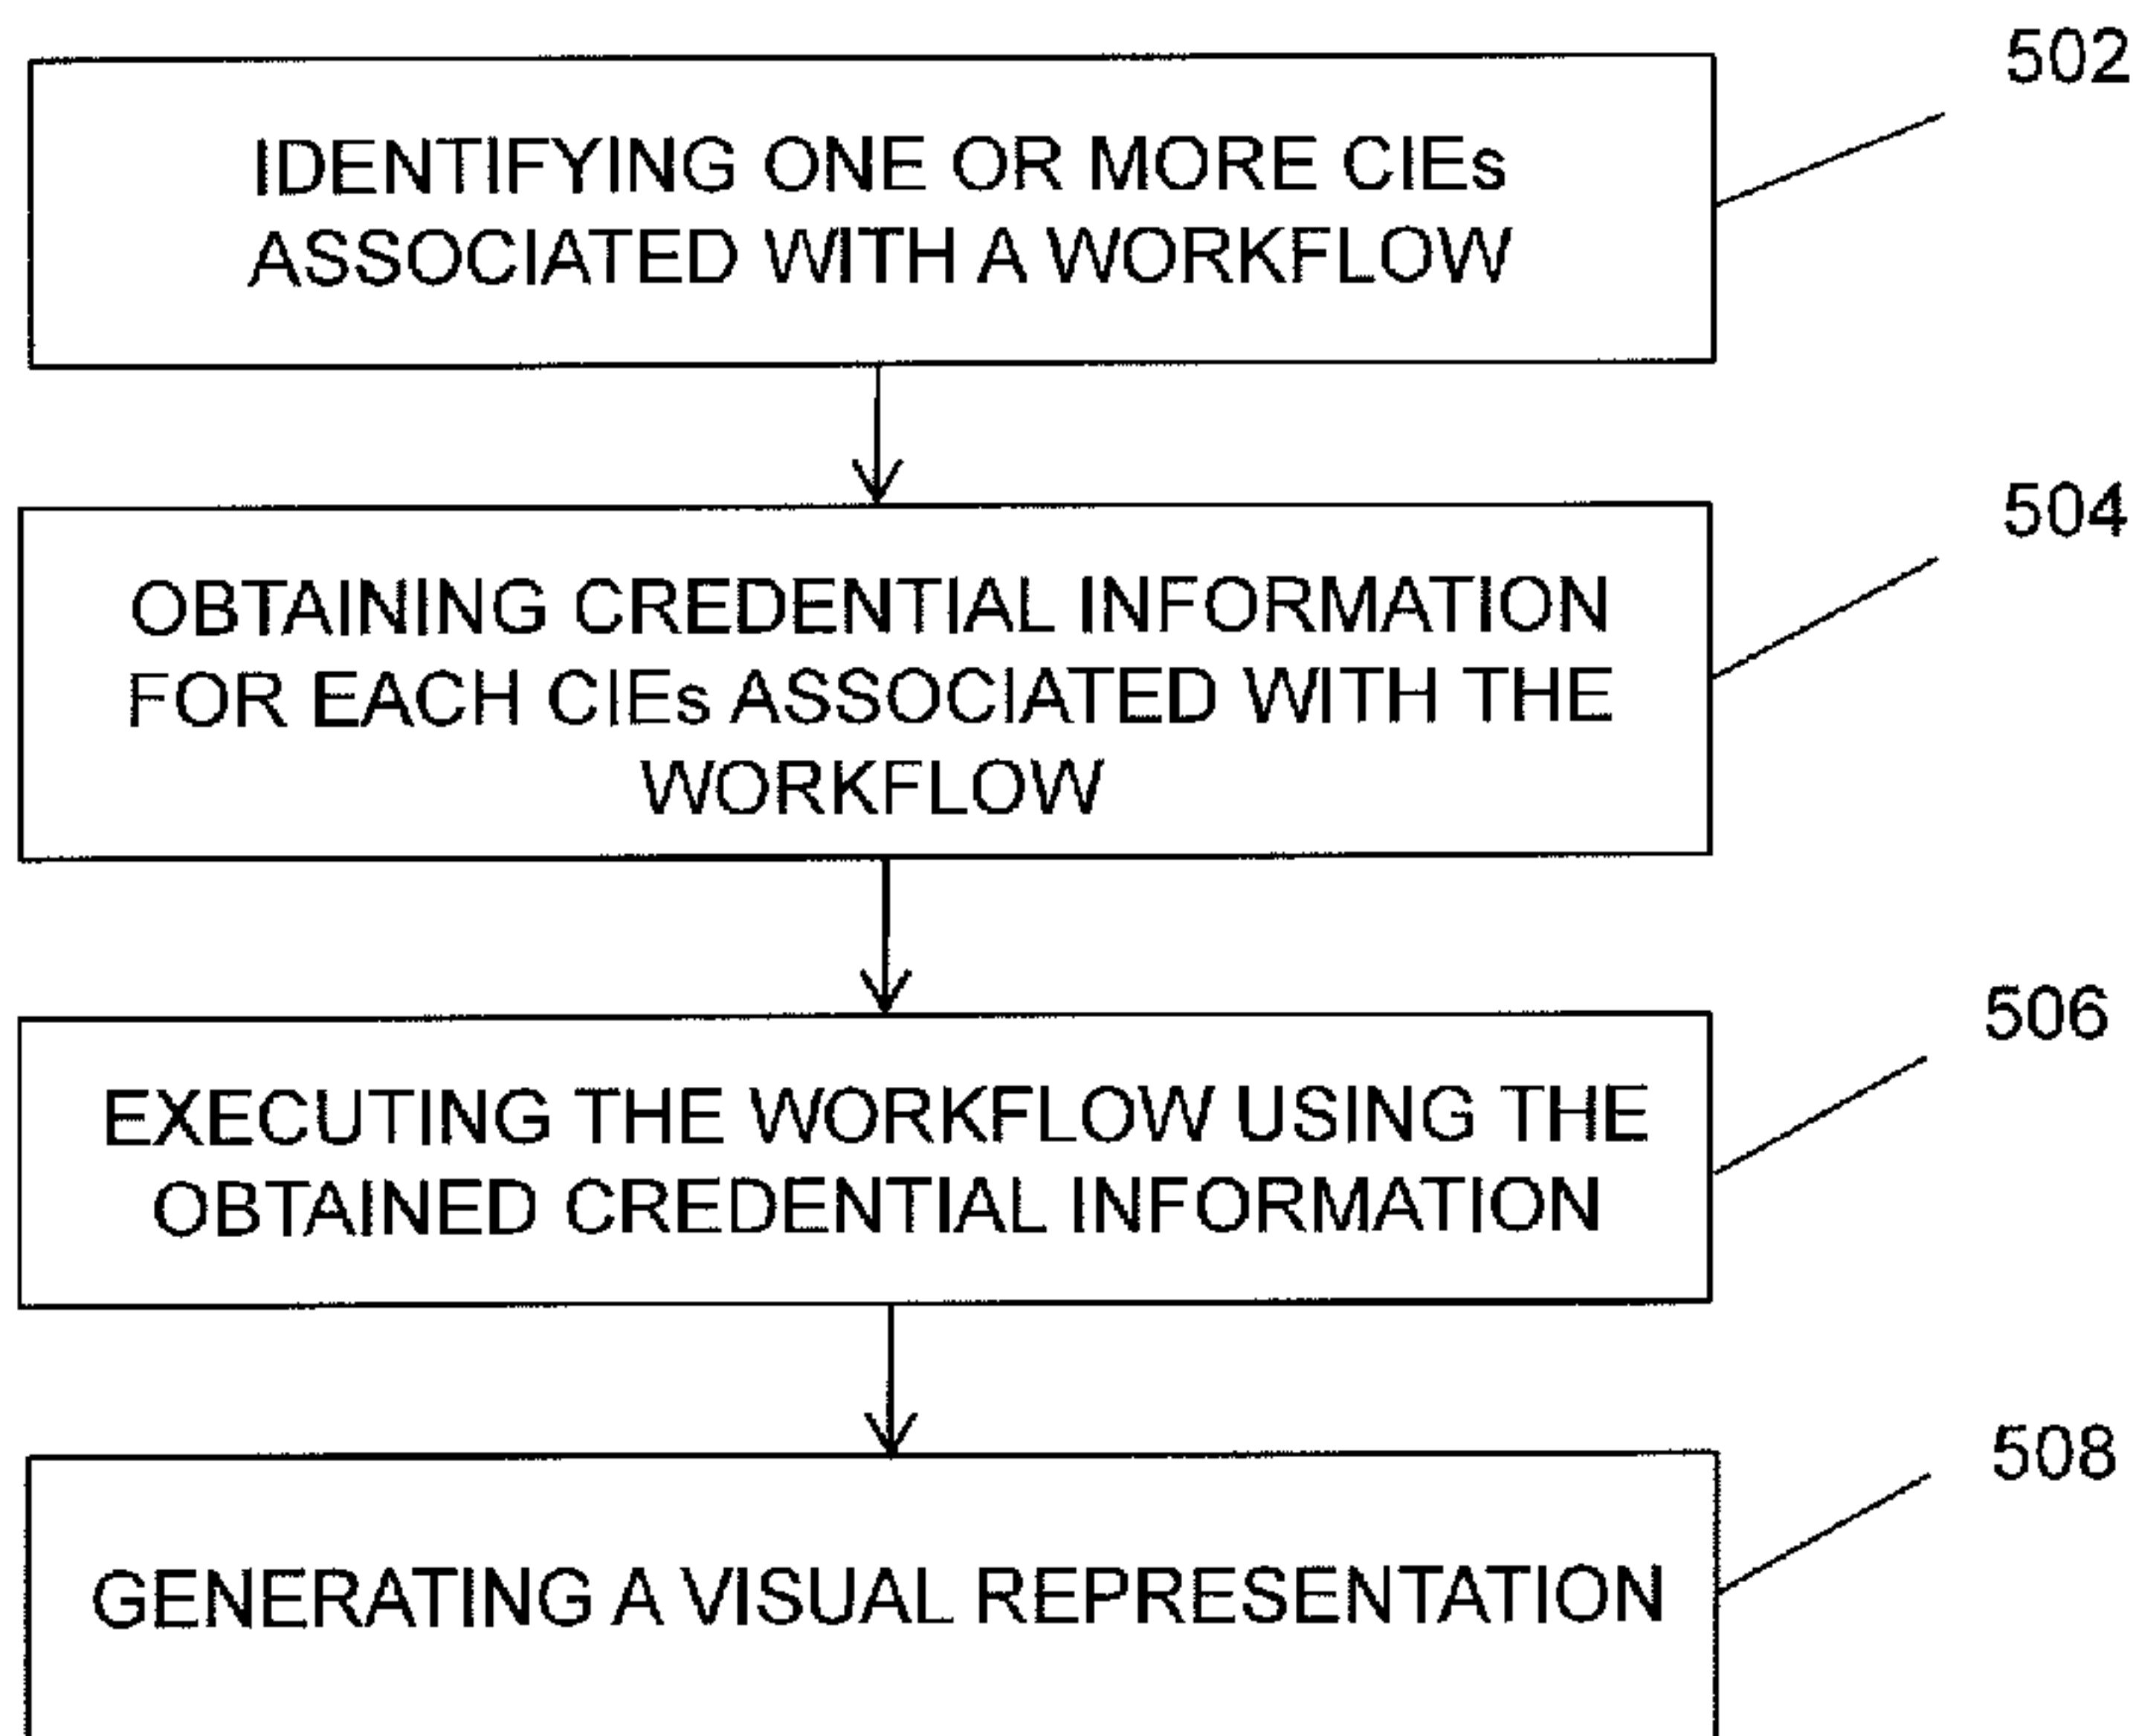 502
IDENTIFYING ONE OR MORE CIEs
ASSOCIATED WITH A WORKFLOW
504
OBTAINING CREDENTIAL INFORMATION
FOR EACH CIEs ASSOCIATED WITH THE
WORKFLOW
506
EXECUTING THE WORKFLOW USING THE
OBTAINED CREDENTIAL INFORMATION
508
GENERATING A VISUAL REPRESENTATION